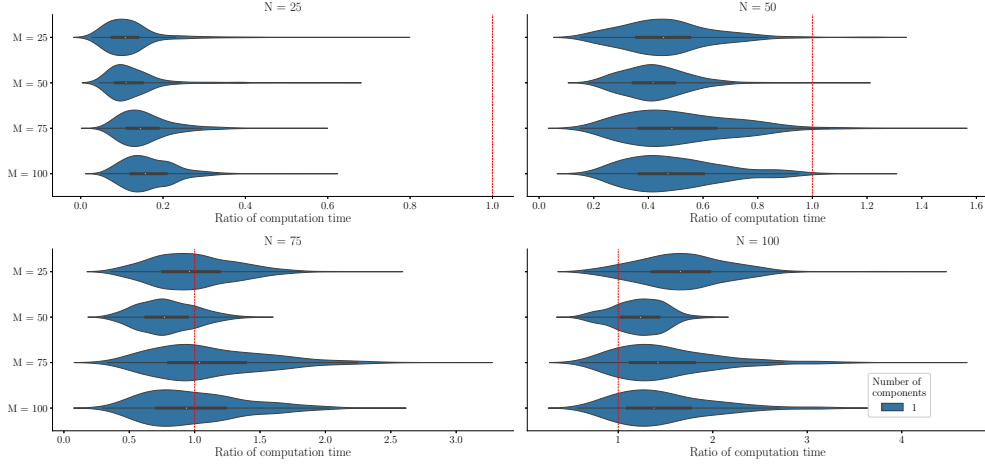 N = 25
M = 25
M = 50
M = 75
M = 100
0.0 0.2 0.4 0.6 0.8 1.0
Ratio of computation time
N = 50
0.0 0.2 0.4 0.6 0.8 1.0 1.2 1.4 1.6
Ratio of computation time
N = 75
M = 25
M = 50
M = 75
M = 100
0.0 0.5 1.0 1.5 2.0 2.5 3.0
Ratio of computation time
N = 100
Number of
components
1
1 2 3 4
Ratio of computation time